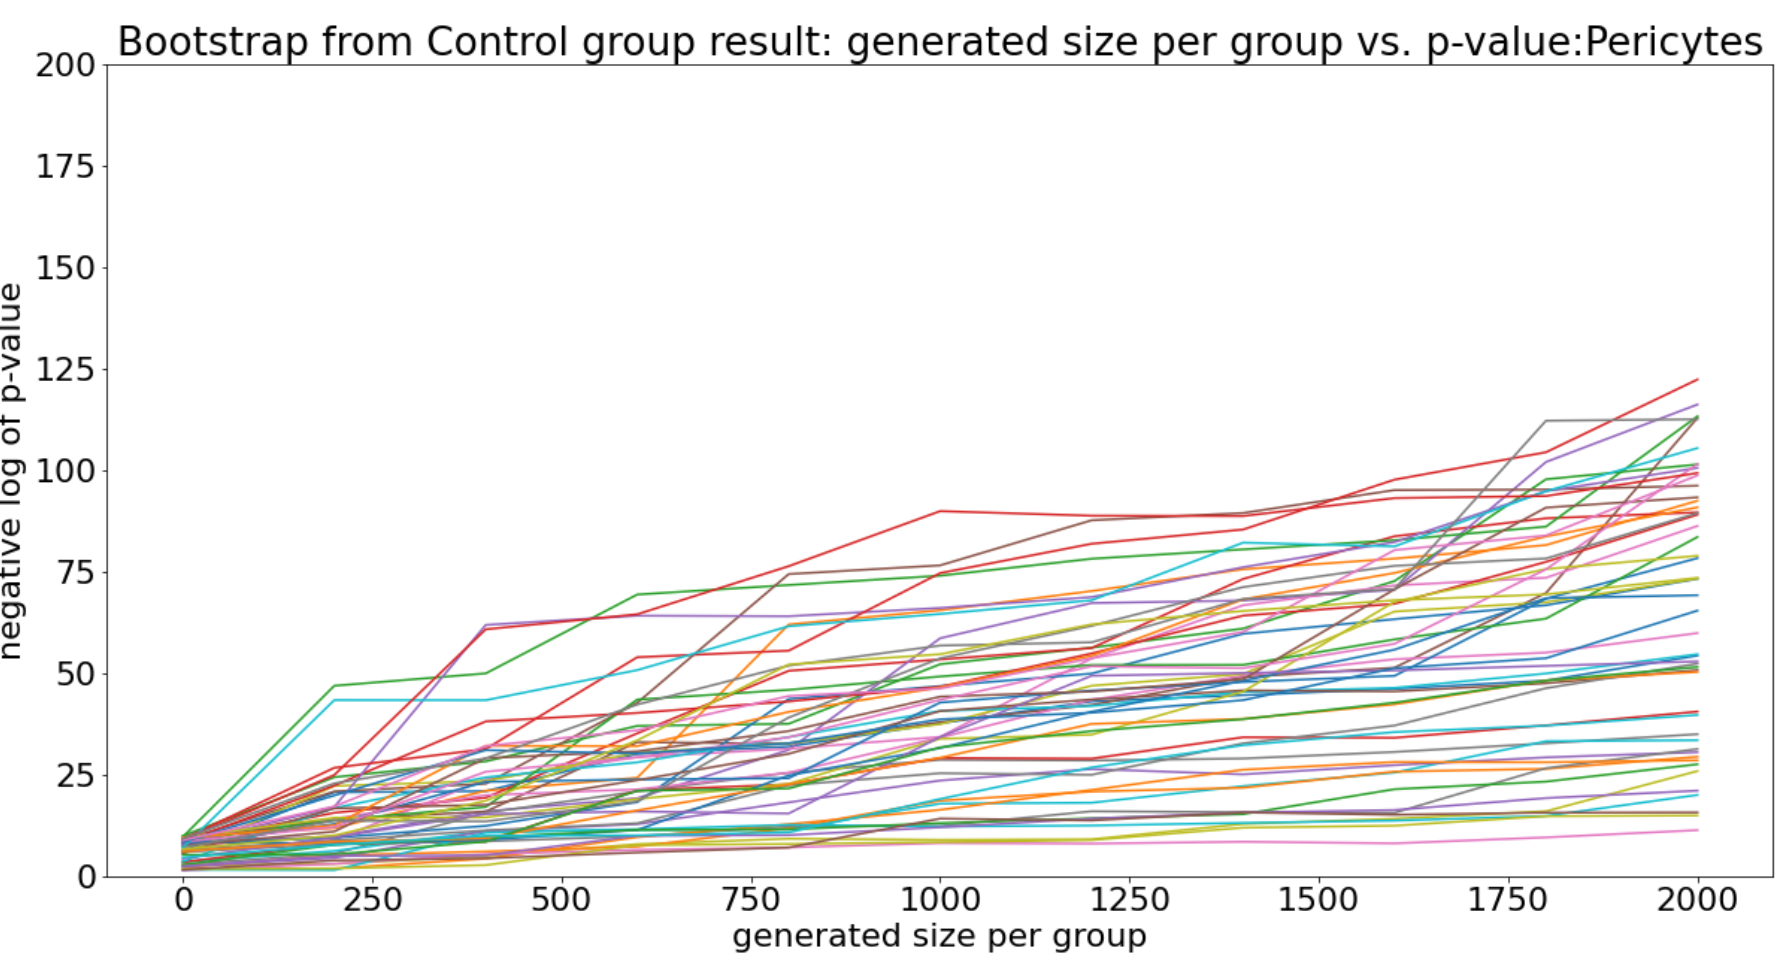 Bootstrap from Control group result: generated size per group vs. p-value:Pericytes
200
175
150
125
100
75
50
25
0
negative log of p-value
0 250 500 750 1000 1250 1500 1750 2000
generated size per group